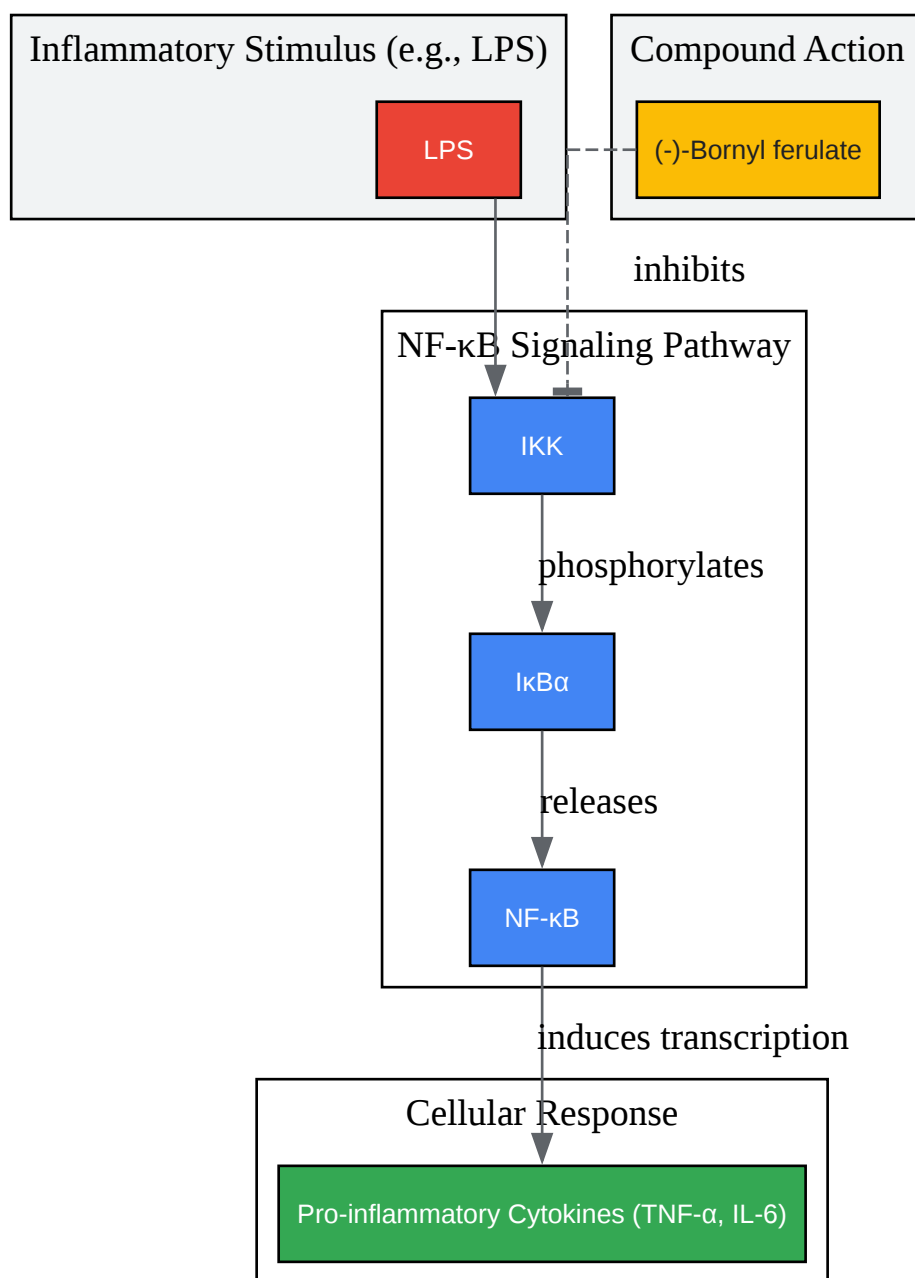 Inflammatory Stimulus (e.g., LPS)
Compound Action
LPS
(-)-Bornyl ferulate
inhibits
NF-κB Signaling Pathway
IKK
phosphorylates
IκBα
releases
NF-κB
induces transcription
Cellular Response
Pro-inflammatory Cytokines (TNF-α, IL-6)